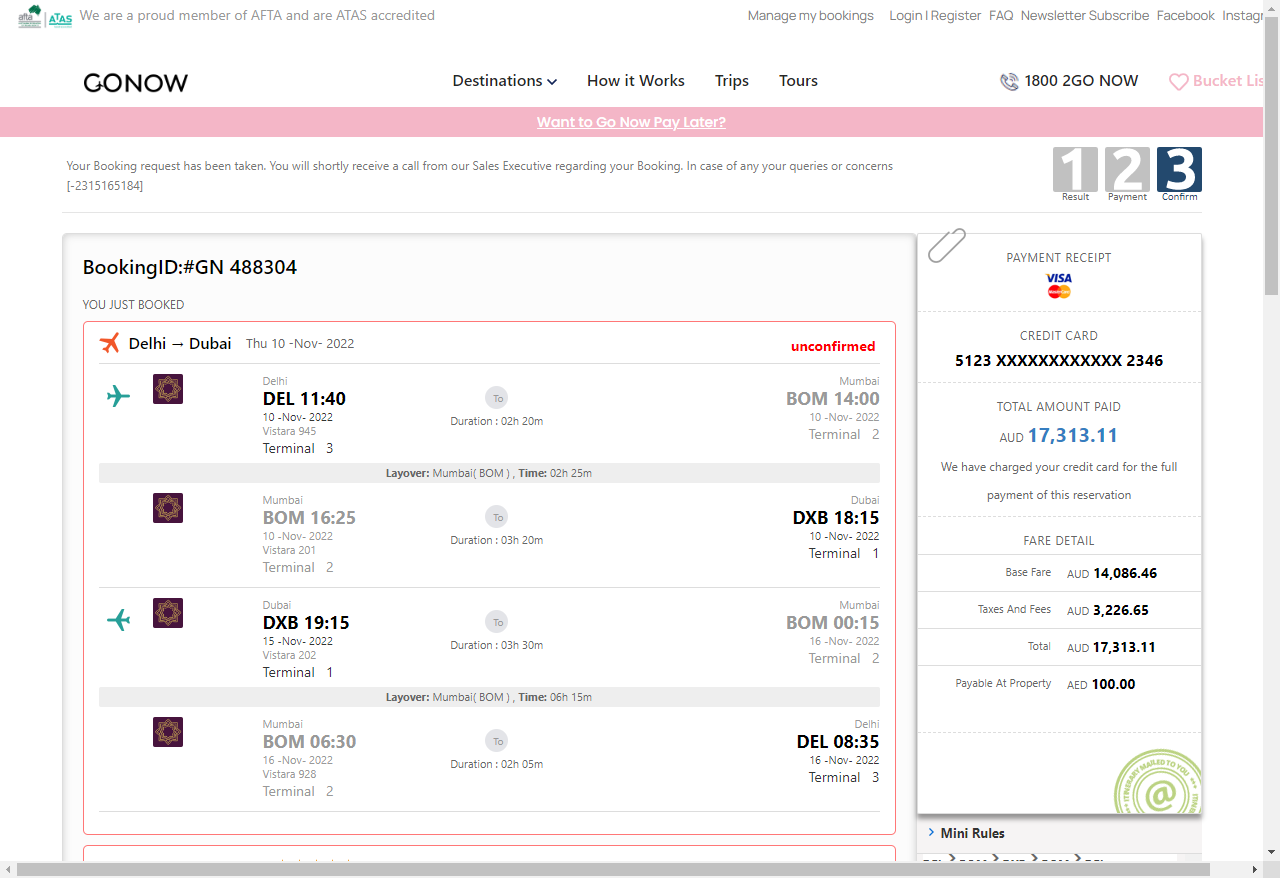 afta ATAS We are a proud member of AFTA and are ATAS accredited
Manage my bookings Login | Register FAQ Newsletter Subscribe Facebook
GONOW Destinations How it Works Trips Tours 1800 2GO NOW Bucket
Want to Go Now Pay Later?
Your Booking request has been taken. You will shortly receive a call from our Sales Executive regarding your Booking. In case of any your queries or concerns
[-2315165184]
1 2 3
Result Payment Confirm
BookingID:#GN 488304
YOU JUST BOOKED
Delhi → Dubai Thu 10 -Nov- 2022
unconfirmed
Delhi
DEL 11:40
10 -Nov- 2022
Vistara 945
Terminal 3
To
Duration : 02h 20m
Mumbai
BOM 14:00
10 -Nov- 2022
Terminal 2
Layover: Mumbai( BOM ) , Time: 02h 25m
Mumbai
BOM 16:25
10 -Nov- 2022
Vistara 201
Terminal 2
To
Duration : 03h 20m
Dubai
DXB 18:15
10 -Nov- 2022
Terminal 1
Dubai
DXB 19:15
15 -Nov- 2022
Vistara 202
Terminal 1
To
Duration : 03h 30m
Mumbai
BOM 00:15
16 -Nov- 2022
Terminal 2
Layover: Mumbai( BOM ) , Time: 06h 15m
Mumbai
BOM 06:30
16 -Nov- 2022
Vistara 928
Terminal 2
To
Duration : 02h 05m
Delhi
DEL 08:35
16 -Nov- 2022
Terminal 3
PAYMENT RECEIPT
VISA
CREDIT CARD
5123 XXXXXXXXXXXX 2346
TOTAL AMOUNT PAID
AUD 17,313.11
We have charged your credit card for the full
payment of this reservation
FARE DETAIL
Base Fare AUD 14,086.46
Taxes And Fees AUD 3,226.65
Total AUD 17,313.11
Payable At Property AED 100.00
ITINERARY MAILED TO YOU
@
Mini Rules